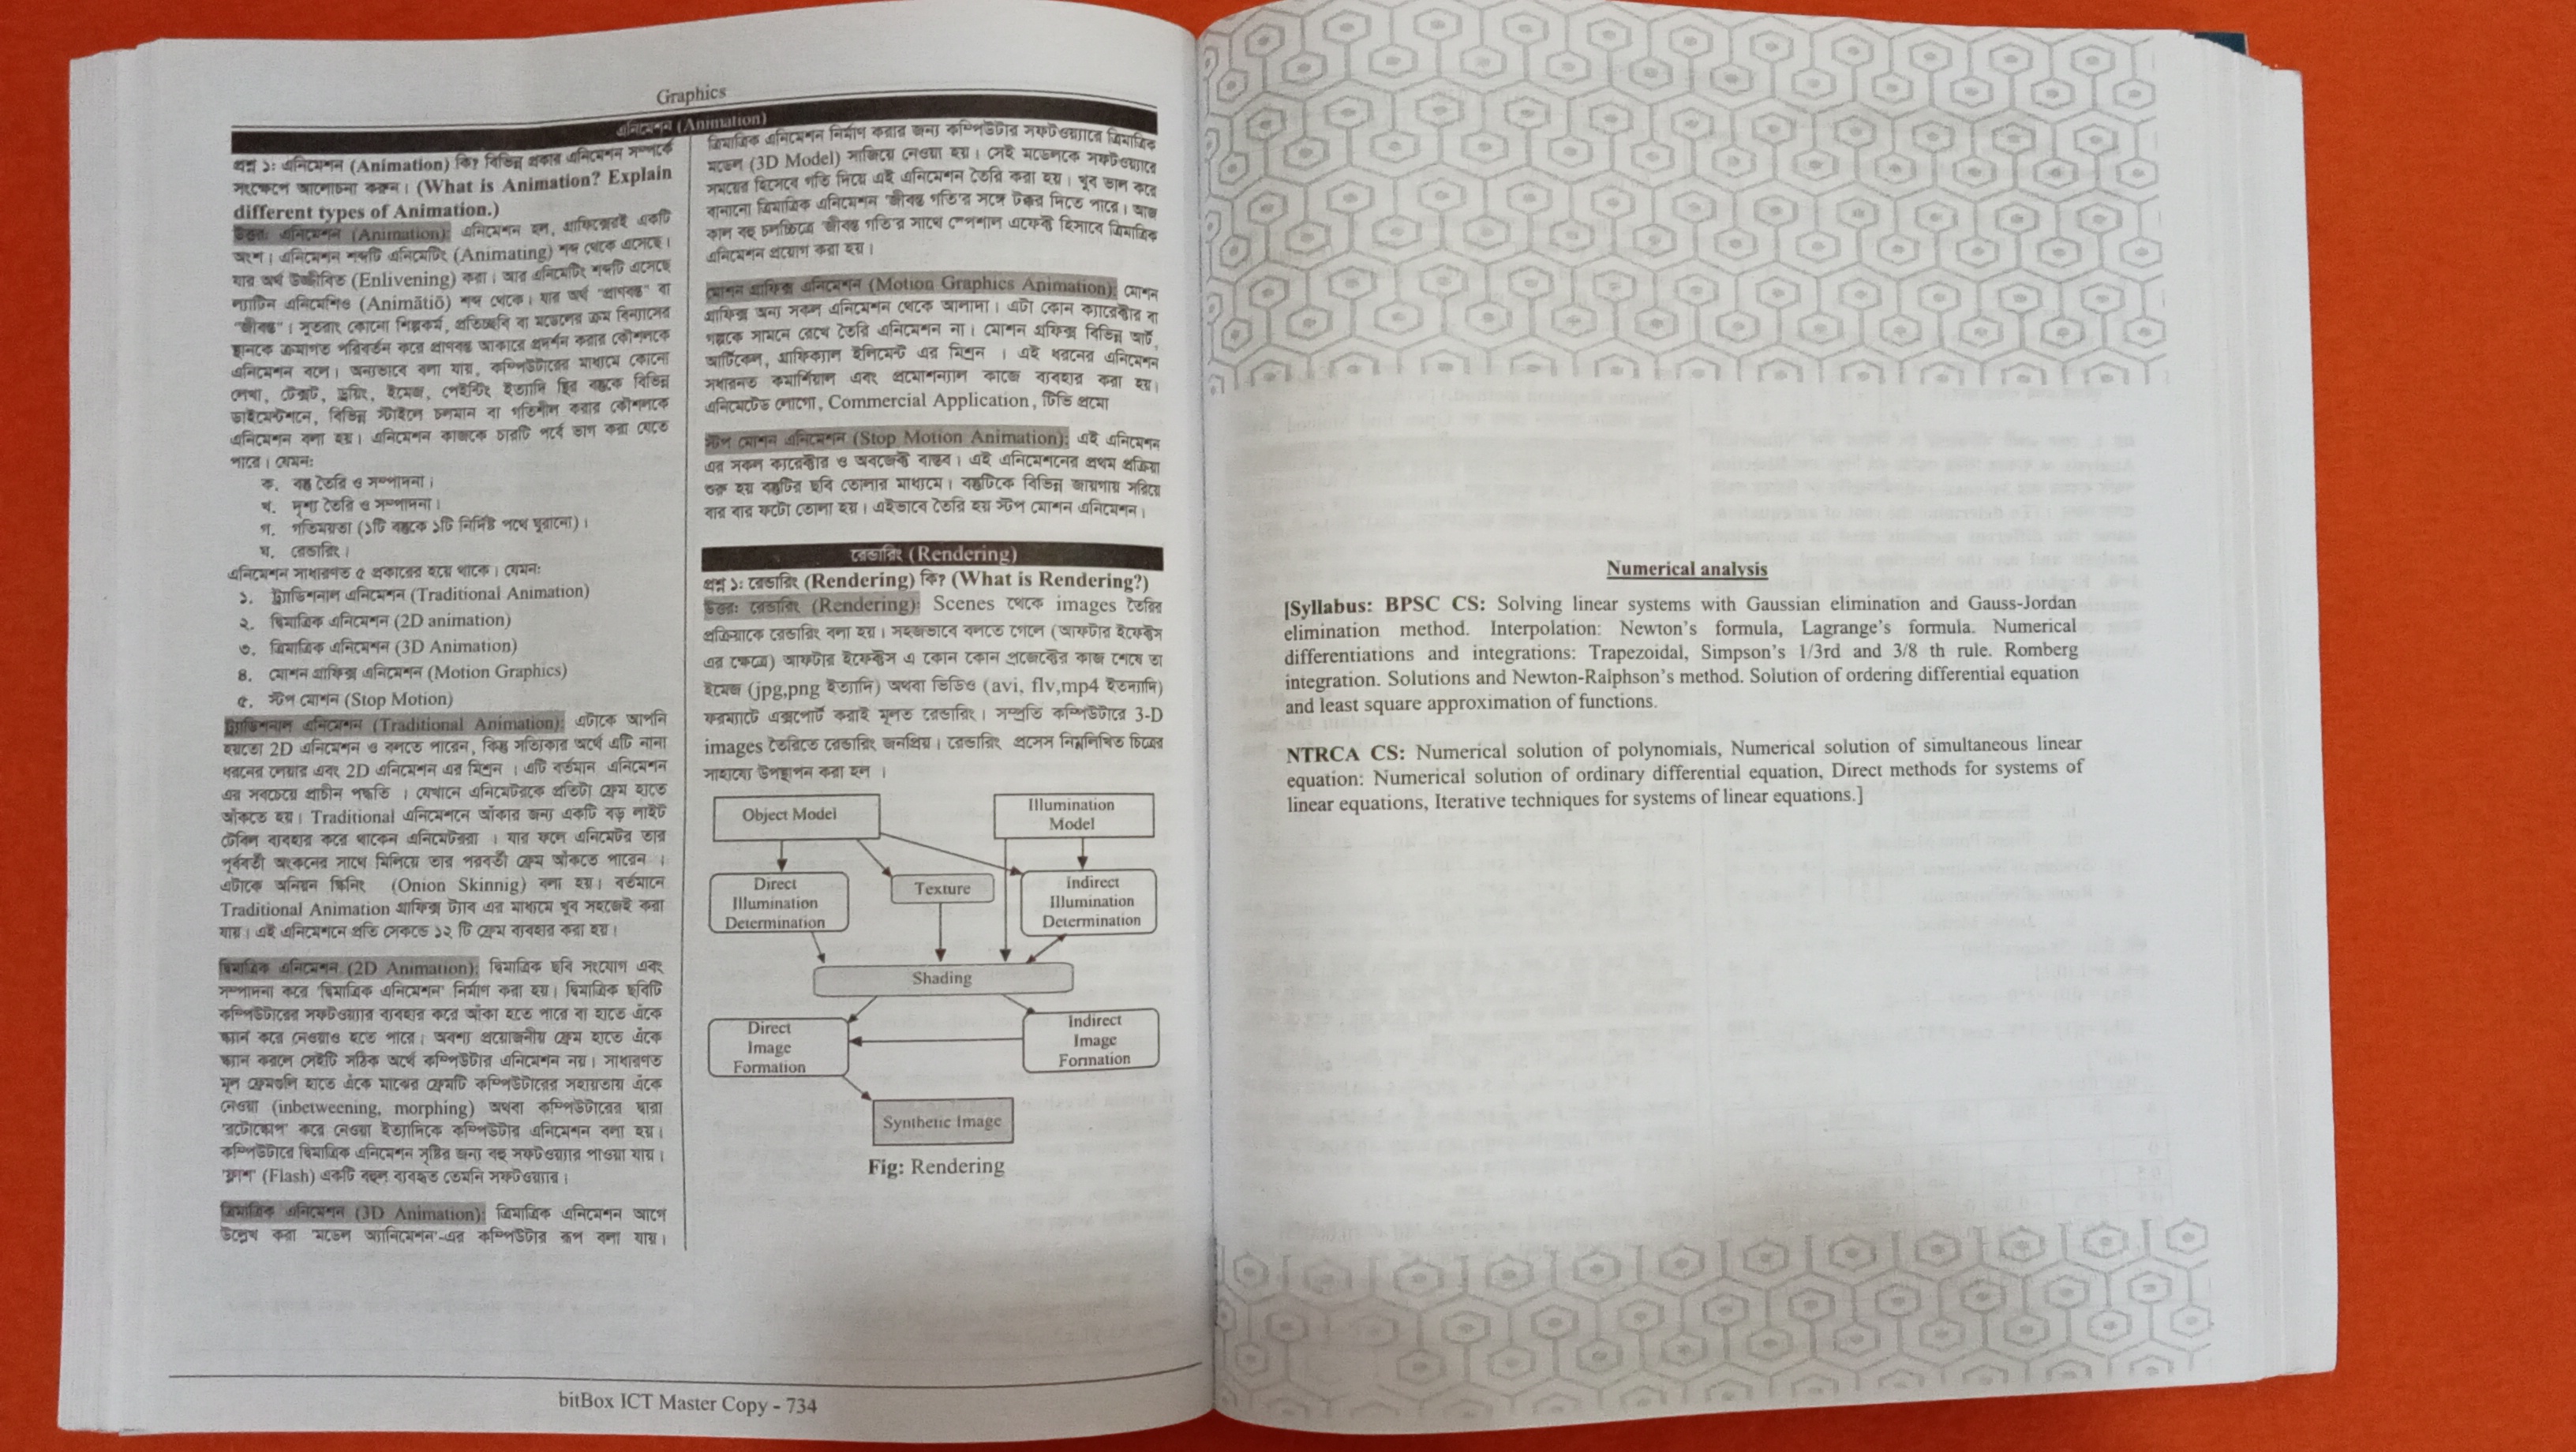 Graphics
এনিমেশন (Animation)
প্রশ্ন ১: এনিমেশন (Animation) কি? বিভিন্ন প্রকার এনিমেশন সম্পর্কে
সংক্ষেপে আলোচনা করুন। (What is Animation? Explain
different types of Animation.)
উত্তর: এনিমেশন (Animation): এনিমেশন হল, গ্রাফিক্সেরই একটি
অংশ। এনিমেশন শব্দটি এনিমেটিং (Animating) শব্দ থেকে এসেছে।
যার অর্থ উজ্জীবিত (Enlivening) করা। আর এনিমেটিং শব্দটি এসেছে
ল্যাটিন এনিমেশিও (Animātiō) শব্দ থেকে। যার অর্থ "প্রাণবন্ত" বা
"জীবন্ত"। সুতরাং কোনো শিল্পকর্ম, প্রতিচ্ছবি বা মডেলের ক্রম বিন্যাসের
স্থানকে ক্রমাগত পরিবর্তন করে প্রাণবন্ত আকারে প্রদর্শন করার কৌশলকে
এনিমেশন বলে। অন্যভাবে বলা যায়, কম্পিউটারের মাধ্যমে কোনো
লেখা, টেক্সট, ড্রয়িং, ইমেজ, পেইন্টিং ইত্যাদি স্থির বস্তুকে বিভিন্ন
ডাইমেন্টশনে, বিভিন্ন স্টাইলে চলমান বা গতিশীল করার কৌশলকে
এনিমেশন বলা হয়। এনিমেশন কাজকে চারটি পর্বে ভাগ করা যেতে
পারে। যেমন:
ক. বস্তু তৈরি ও সম্পাদনা।
খ. দৃশ্য তৈরি ও সম্পাদনা।
গ. গতিময়তা (১টি বস্তুকে ১টি নির্দিষ্ট পথে ঘুরানো)।
ঘ. রেন্ডারিং।
এনিমেশন সাধারণত ৫ প্রকারের হয়ে থাকে। যেমন:
১. ট্র্যাডিশনাল এনিমেশন (Traditional Animation)
২. দ্বিমাত্রিক এনিমেশন (2D animation)
৩. ত্রিমাত্রিক এনিমেশন (3D Animation)
৪. মোশন গ্রাফিক্স এনিমেশন (Motion Graphics)
৫. স্টপ মোশন (Stop Motion)
ট্র্যাডিশনাল এনিমেশন (Traditional Animation): এটাকে আপনি
হয়তো 2D এনিমেশন ও বলতে পারেন, কিন্তু সত্যিকার অর্থে এটি নানা
ধরনের লেয়ার এবং 2D এনিমেশন এর মিশ্রন । এটি বর্তমান এনিমেশন
এর সবচেয়ে প্রাচীন পদ্ধতি । যেখানে এনিমেটরকে প্রতিটা ফ্রেম হাতে
আঁকতে হয়। Traditional এনিমেশনে আঁকার জন্য একটি বড় লাইট
টেবিল ব্যবহার করে থাকেন এনিমেটররা । যার ফলে এনিমেটর তার
পূর্ববর্তী অংকনের সাথে মিলিয়ে তার পরবর্তী ফ্রেম আঁকতে পারেন ।
এটাকে অনিয়ন স্কিনিং (Onion Skinnig) বলা হয়। বর্তমানে
Traditional Animation গ্রাফিক্স ট্যাব এর মাধ্যমে খুব সহজেই করা
যায়। এই এনিমেশনে প্রতি সেকন্ডে ১২ টি ফ্রেম ব্যবহার করা হয়।
দ্বিমাত্রিক এনিমেশন (2D Animation): দ্বিমাত্রিক ছবি সংযোগ এবং
সম্পাদনা করে 'দ্বিমাত্রিক এনিমেশন' নির্মাণ করা হয়। দ্বিমাত্রিক ছবিটি
কম্পিউটারের সফটওয়্যার ব্যবহার করে আঁকা হতে পারে বা হাতে এঁকে
স্ক্যান করে নেওয়াও হতে পারে। অবশ্য প্রয়োজনীয় ফ্রেম হাতে এঁকে
স্ক্যান করলে সেইটি সঠিক অর্থে কম্পিউটার এনিমেশন নয়। সাধারণত
মূল ফ্রেমগুলি হাতে এঁকে মাঝের ফ্রেমটি কম্পিউটারের সহায়তায় এঁকে
নেওয়া (inbetweening, morphing) অথবা কম্পিউটারের দ্বারা
'রটোস্কোপ' করে নেওয়া ইত্যাদিকে কম্পিউটার এনিমেশন বলা হয়।
কম্পিউটারে দ্বিমাত্রিক এনিমেশন সৃষ্টির জন্য বহু সফটওয়্যার পাওয়া যায়।
'ফ্লাশ' (Flash) একটি বহুল ব্যবহৃত তেমনি সফটওয়্যার।
ত্রিমাত্রিক এনিমেশন (3D Animation): ত্রিমাত্রিক এনিমেশন আগে
উল্লেখ করা 'মডেল অ্যানিমেশন'-এর কম্পিউটার রূপ বলা যায়।
ত্রিমাত্রিক এনিমেশন নির্মাণ করার জন্য কম্পিউটার সফটওয়্যারে ত্রিমাত্রিক
মডেল (3D Model) সাজিয়ে নেওয়া হয়। সেই মডেলকে সফটওয়্যারে
সময়ের হিসেবে গতি দিয়ে এই এনিমেশন তৈরি করা হয়। খুব ভাল করে
বানানো ত্রিমাত্রিক এনিমেশন 'জীবন্ত গতি'র সঙ্গে টক্কর দিতে পারে। আজ
কাল বহু চলচ্চিত্রে 'জীবন্ত গতি'র সাথে স্পেশাল এফেক্ট হিসাবে ত্রিমাত্রিক
এনিমেশন প্রয়োগ করা হয়।
মোশন গ্রাফিক্স এনিমেশন (Motion Graphics Animation): মোশন
গ্রাফিক্স অন্য সকল এনিমেশন থেকে আলাদা। এটা কোন ক্যারেক্টার বা
গল্পকে সামনে রেখে তৈরি এনিমেশন না। মোশন গ্রফিক্স বিভিন্ন আর্ট,
আর্টিকেল, গ্রাফিক্যাল ইলিমেন্ট এর মিশ্রন । এই ধরনের এনিমেশন
সধারনত কমার্শিয়াল এবং প্রমোশন্যাল কাজে ব্যবহার করা হয়।
এনিমেটেড লোগো, Commercial Application, টিভি প্রমো
স্টপ মোশন এনিমেশন (Stop Motion Animation): এই এনিমেশন
এর সকল ক্যারেক্টার ও অবজেক্ট বাস্তব। এই এনিমেশনের প্রথম প্রক্রিয়া
শুরু হয় বস্তুটির ছবি তোলার মাধ্যমে। বস্তুটিকে বিভিন্ন জায়গায় সরিয়ে
বার বার ফটো তোলা হয়। এইভাবে তৈরি হয় স্টপ মোশন এনিমেশন।
রেন্ডারিং (Rendering)
প্রশ্ন ১: রেন্ডারিং (Rendering) কি? (What is Rendering?)
উত্তর: রেন্ডারিং (Rendering): Scenes থেকে images তৈরির
প্রক্রিয়াকে রেন্ডারিং বলা হয়। সহজভাবে বলতে গেলে (আফটার ইফেক্টস
এর ক্ষেত্রে) আফটার ইফেক্টস এ কোন কোন প্রজেক্টের কাজ শেষে তা
ইমেজ (jpg,png ইত্যাদি) অথবা ভিডিও (avi, flv,mp4 ইত্যাদি)
ফরম্যাটে এক্সপোর্ট করাই মূলত রেন্ডারিং। সম্প্রতি কম্পিউটারে 3-D
images তৈরিতে রেন্ডারিং জনপ্রিয়। রেন্ডারিং প্রসেস নিম্নলিখিত চিত্রের
সাহায্যে উপস্থাপন করা হল ।
Object Model
Illumination
Model
Direct
Illumination
Determination
Texture
Indirect
Illumination
Determination
Shading
Direct
Image
Formation
Indirect
Image
Formation
Synthetic Image
Fig: Rendering
bitBox ICT Master Copy - 734
Numerical analysis
[Syllabus: BPSC CS: Solving linear systems with Gaussian elimination and Gauss-Jordan
elimination method. Interpolation: Newton's formula, Lagrange's formula. Numerical
differentiations and integrations: Trapezoidal, Simpson's 1/3rd and 3/8 th rule. Romberg
integration. Solutions and Newton-Ralphson's method. Solution of ordering differential equation
and least square approximation of functions.
NTRCA CS: Numerical solution of polynomials, Numerical solution of simultaneous linear
equation: Numerical solution of ordinary differential equation, Direct methods for systems of
linear equations, Iterative techniques for systems of linear equations.]